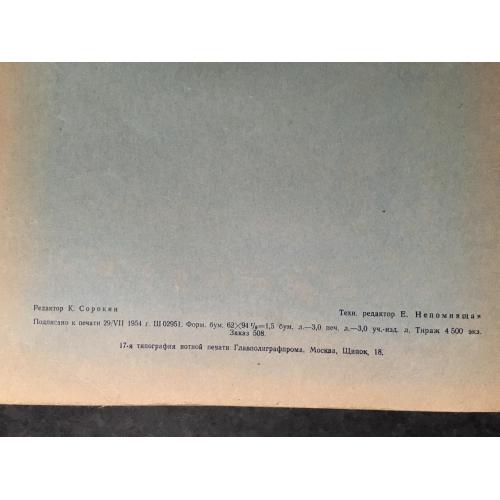 Редактор К. Сорокин
Техн. редактор Е. Непомнящая
Подписано к печати 29/VII 1954 г. Ш 02951. Форм. бум. 62×94 ¹/₈=1,5 бум. л.—3,0 печ. л.—3,0 уч.-изд. л. Тираж 4 500 экз.
Заказ 508.
17-я типография нотной печати Главполиграфпрома. Москва, Щипок, 18.